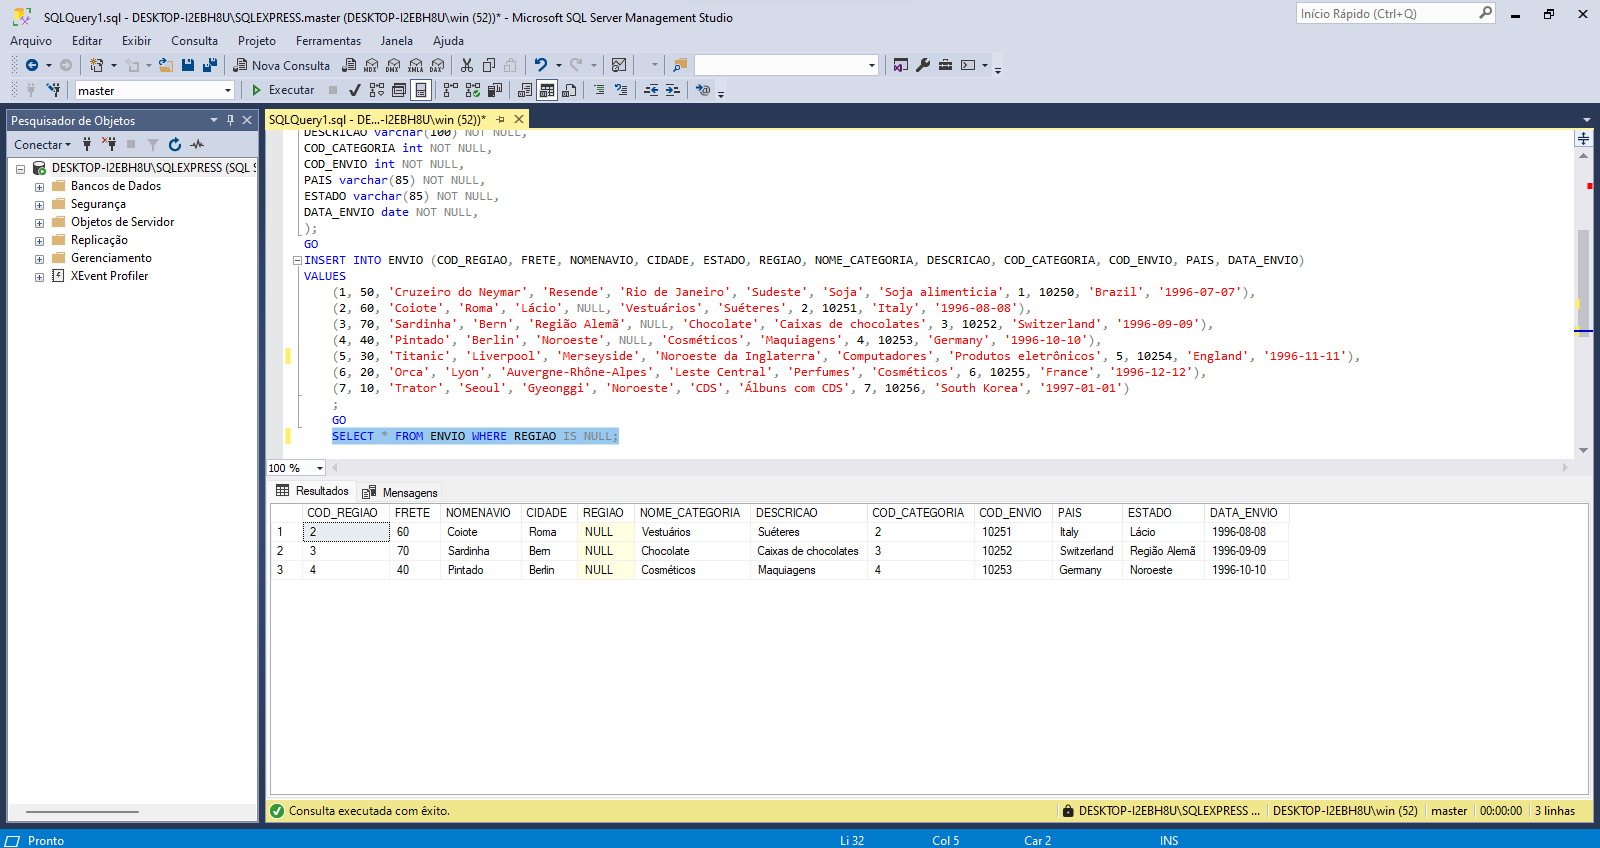 SQLQuery1.sql - DESKTOP-I2EBH8U\SQLEXPRESS.master (DESKTOP-I2EBH8U\win (52))* - Microsoft SQL Server Management Studio
Início Rápido (Ctrl+Q)
Arquivo Editar Exibir Consulta Projeto Ferramentas Janela Ajuda
Nova Consulta MDX DMX XMLA DAX
master Executar
Pesquisador de Objetos
SQLQuery1.sql - DE...-I2EBH8U\win (52))*
Conectar
DESKTOP-I2EBH8U\SQLEXPRESS (SQL S
Bancos de Dados
Segurança
Objetos de Servidor
Replicação
Gerenciamento
XEvent Profiler
DESCRICAO varchar(100) NOT NULL,
COD_CATEGORIA int NOT NULL,
COD_ENVIO int NOT NULL,
PAIS varchar(85) NOT NULL,
ESTADO varchar(85) NOT NULL,
DATA_ENVIO date NOT NULL,
);
GO
INSERT INTO ENVIO (COD_REGIAO, FRETE, NOMENAVIO, CIDADE, ESTADO, REGIAO, NOME_CATEGORIA, DESCRICAO, COD_CATEGORIA, COD_ENVIO, PAIS, DATA_ENVIO)
VALUES
(1, 50, 'Cruzeiro do Neymar', 'Resende', 'Rio de Janeiro', 'Sudeste', 'Soja', 'Soja alimenticia', 1, 10250, 'Brazil', '1996-07-07'),
(2, 60, 'Coiote', 'Roma', 'Lácio', NULL, 'Vestuários', 'Suéteres', 2, 10251, 'Italy', '1996-08-08'),
(3, 70, 'Sardinha', 'Bern', 'Região Alemã', NULL, 'Chocolate', 'Caixas de chocolates', 3, 10252, 'Switzerland', '1996-09-09'),
(4, 40, 'Pintado', 'Berlin', 'Noroeste', NULL, 'Cosméticos', 'Maquiagens', 4, 10253, 'Germany', '1996-10-10'),
(5, 30, 'Titanic', 'Liverpool', 'Merseyside', 'Noroeste da Inglaterra', 'Computadores', 'Produtos eletrônicos', 5, 10254, 'England', '1996-11-11'),
(6, 20, 'Orca', 'Lyon', 'Auvergne-Rhône-Alpes', 'Leste Central', 'Perfumes', 'Cosméticos', 6, 10255, 'France', '1996-12-12'),
(7, 10, 'Trator', 'Seoul', 'Gyeonggi', 'Noroeste', 'CDS', 'Álbuns com CDS', 7, 10256, 'South Korea', '1997-01-01')
;
GO
SELECT * FROM ENVIO WHERE REGIAO IS NULL;
100 %
Resultados Mensagens
COD_REGIAO FRETE NOMENAVIO CIDADE REGIAO NOME_CATEGORIA DESCRICAO COD_CATEGORIA COD_ENVIO PAIS ESTADO DATA_ENVIO
1 2 60 Coiote Roma NULL Vestuários Suéteres 2 10251 Italy Lácio 1996-08-08
2 3 70 Sardinha Bern NULL Chocolate Caixas de chocolates 3 10252 Switzerland Região Alemã 1996-09-09
3 4 40 Pintado Berlin NULL Cosméticos Maquiagens 4 10253 Germany Noroeste 1996-10-10
Consulta executada com êxito. DESKTOP-I2EBH8U\SQLEXPRESS ... DESKTOP-I2EBH8U\win (52) master 00:00:00 3 linhas
Pronto Li 32 Col 5 Car 2 INS